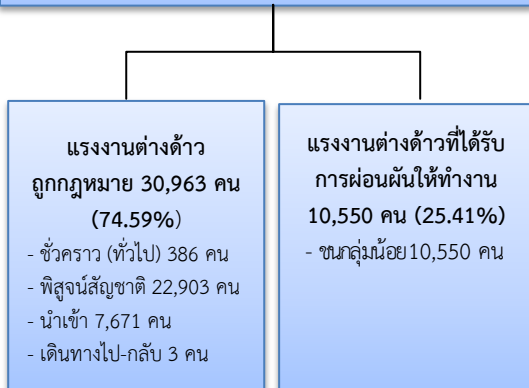 แรงงานต่างด้าว
ถูกกฎหมาย 30,963 คน
(74.59%)
- ชั่วคราว (ทั่วไป) 386 คน
- พิสูจน์สัญชาติ 22,903 คน
- นำเข้า 7,671 คน
- เดินทางไป-กลับ 3 คน
แรงงานต่างด้าวที่ได้รับ
การผ่อนผันให้ทำงาน
10,550 คน (25.41%)
- ชนกลุ่มน้อย10,550 คน